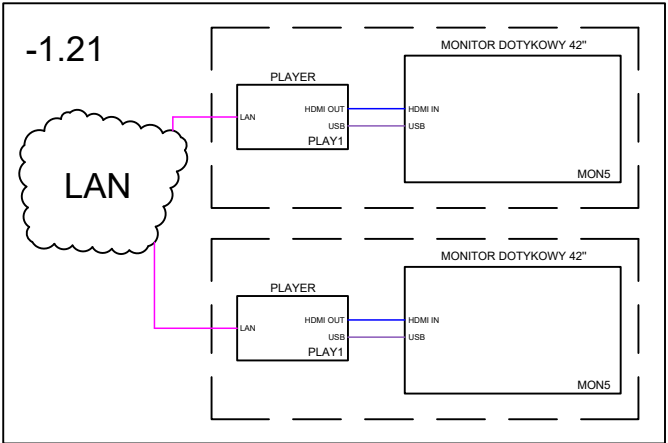 -1.21
LAN
MONITOR DOTYKOWY 42"
PLAYER
LAN
HDMI OUT
USB
PLAY1
HDMI IN
USB
MON5
MONITOR DOTYKOWY 42"
PLAYER
LAN
HDMI OUT
USB
PLAY1
HDMI IN
USB
MON5